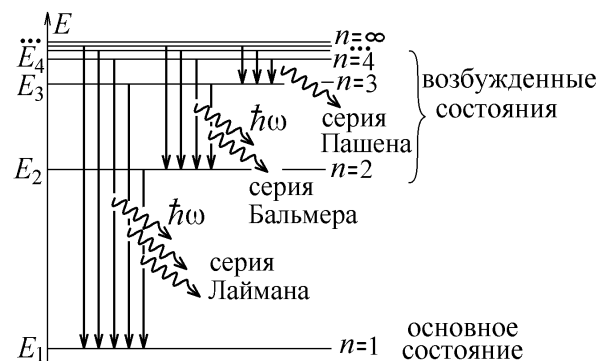 E
... n=∞
...
E₄ n=4
E₃ n=3
возбужденные
состояния
серия
Пашена
ħω
E₂ n=2
серия
Бальмера
ħω
серия
Лаймана
E₁ n=1
основное
состояние